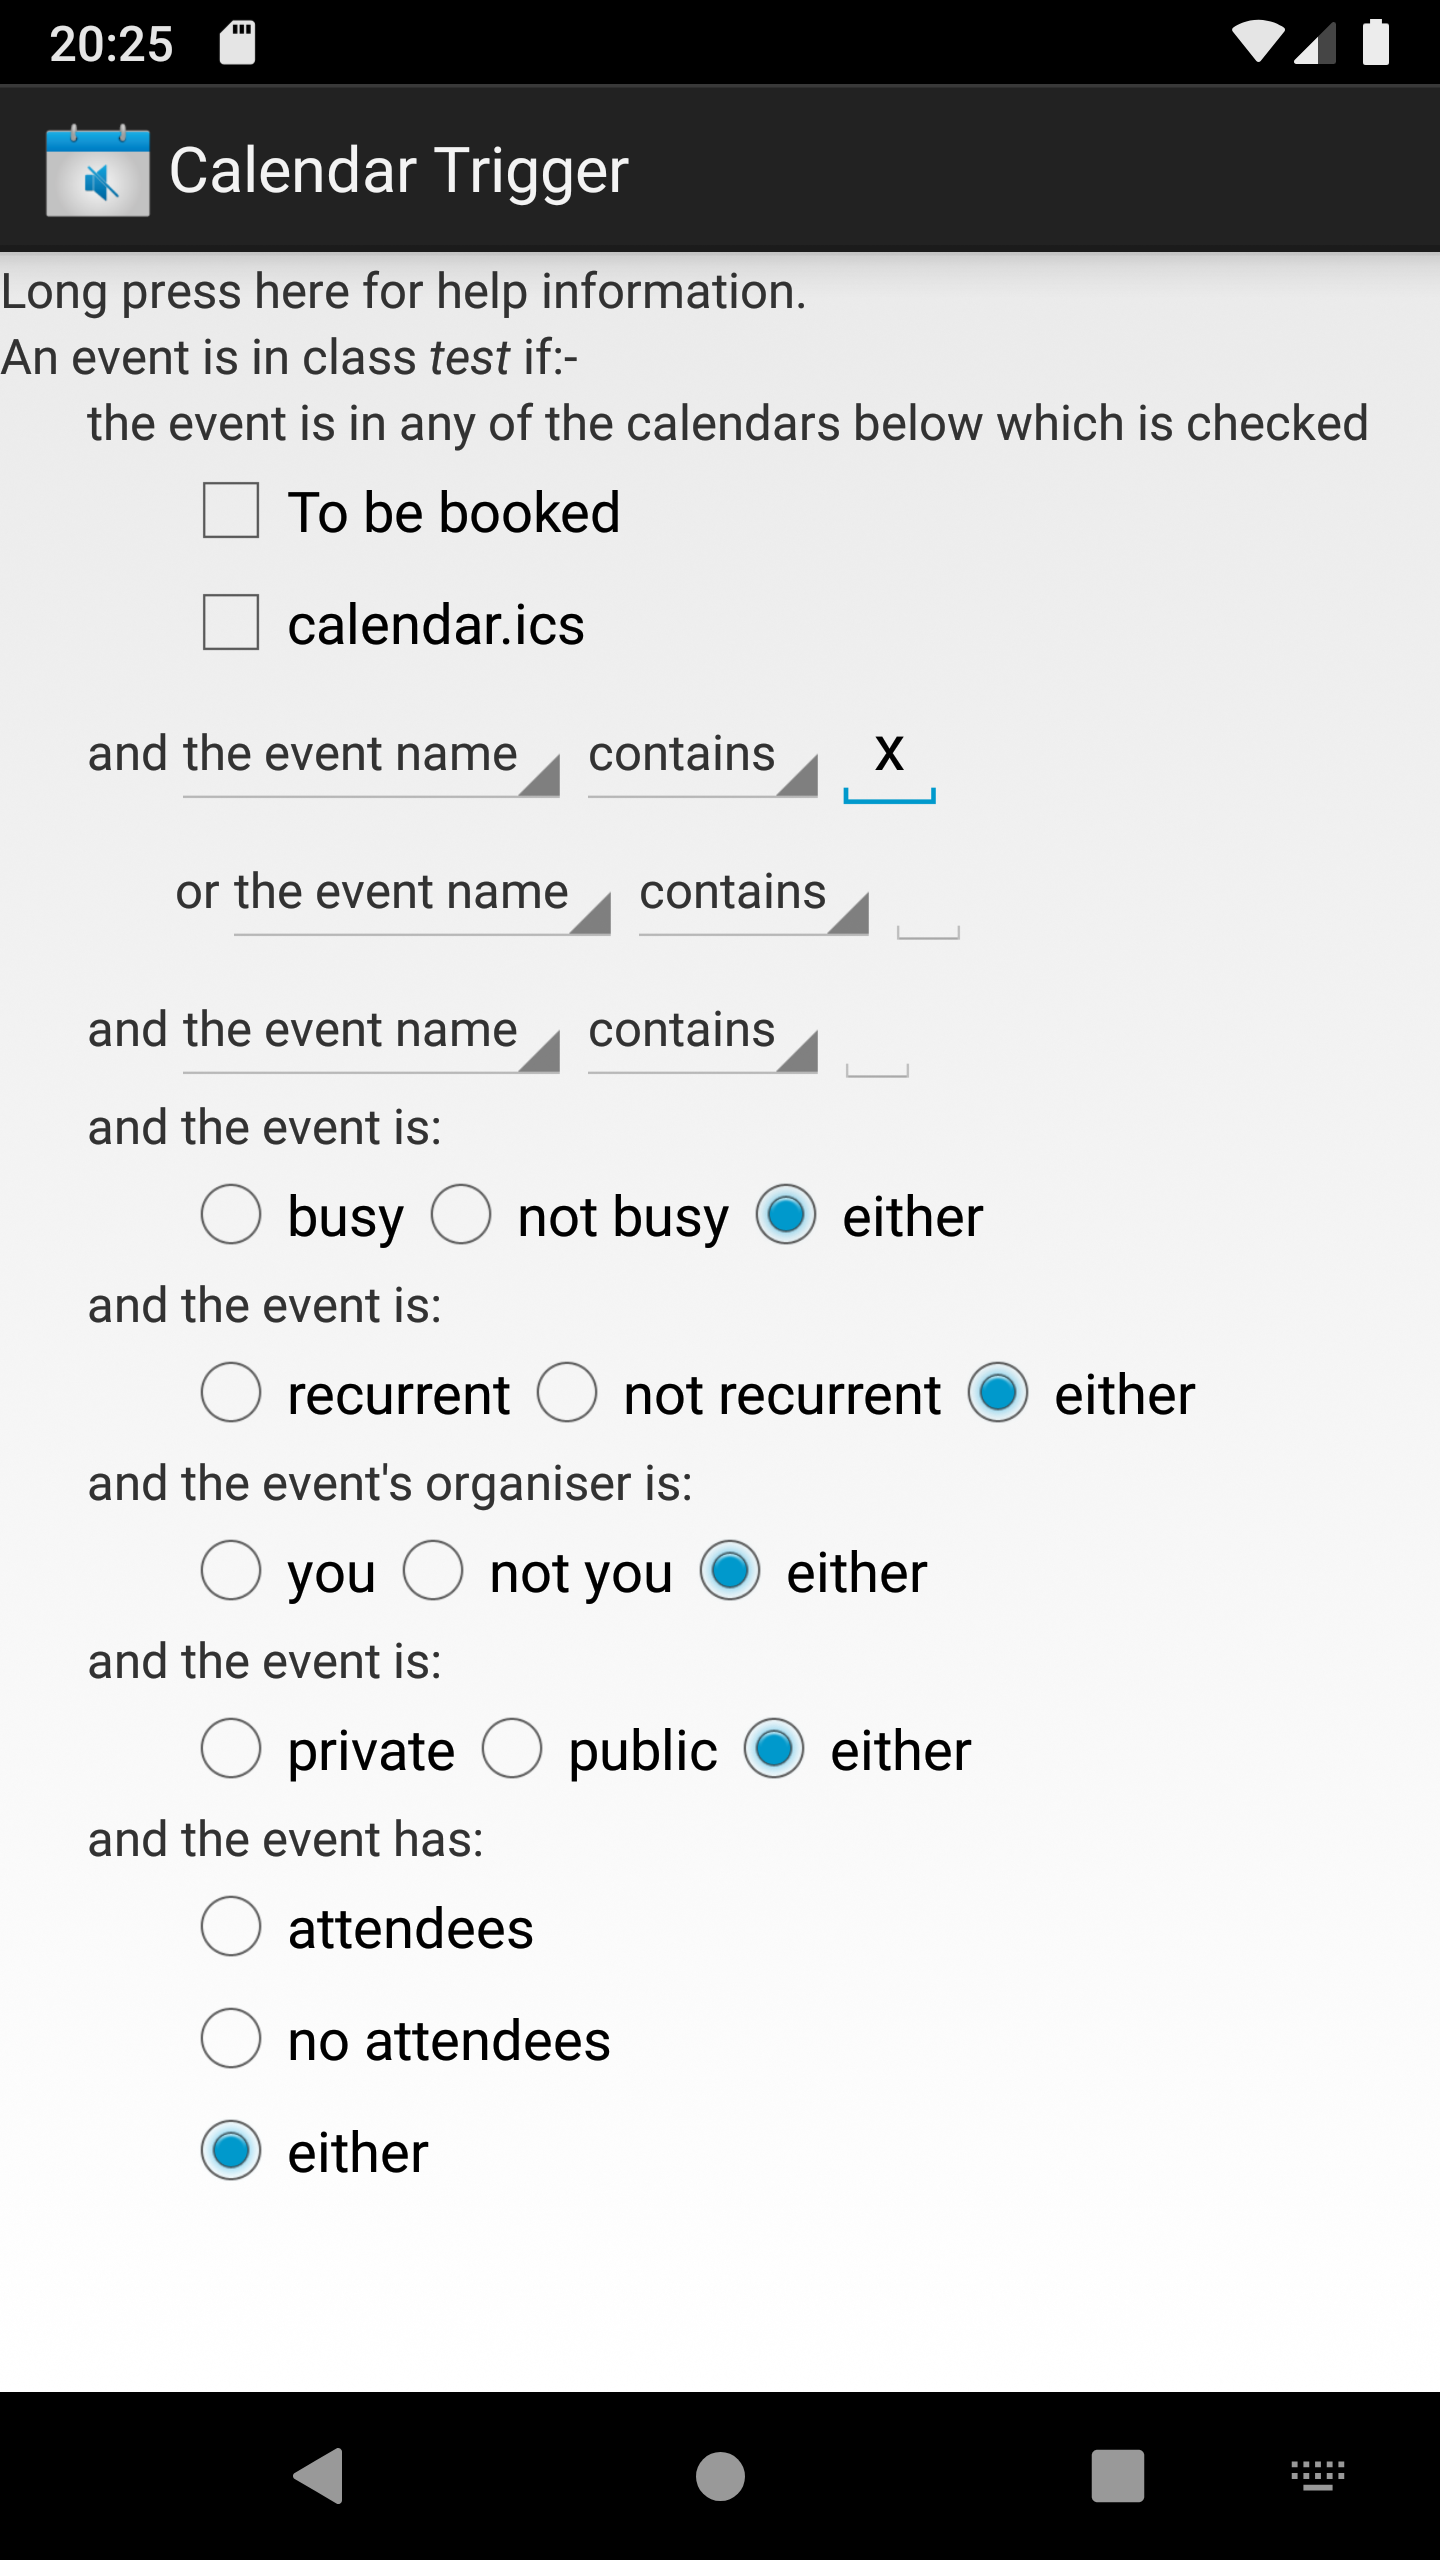 20:25
Calendar Trigger
Long press here for help information.
An event is in class test if:-
the event is in any of the calendars below which is checked
To be booked
calendar.ics
and the event name contains x
or the event name contains
and the event name contains
and the event is:
busy not busy either
and the event is:
recurrent not recurrent either
and the event's organiser is:
you not you either
and the event is:
private public either
and the event has:
attendees
no attendees
either